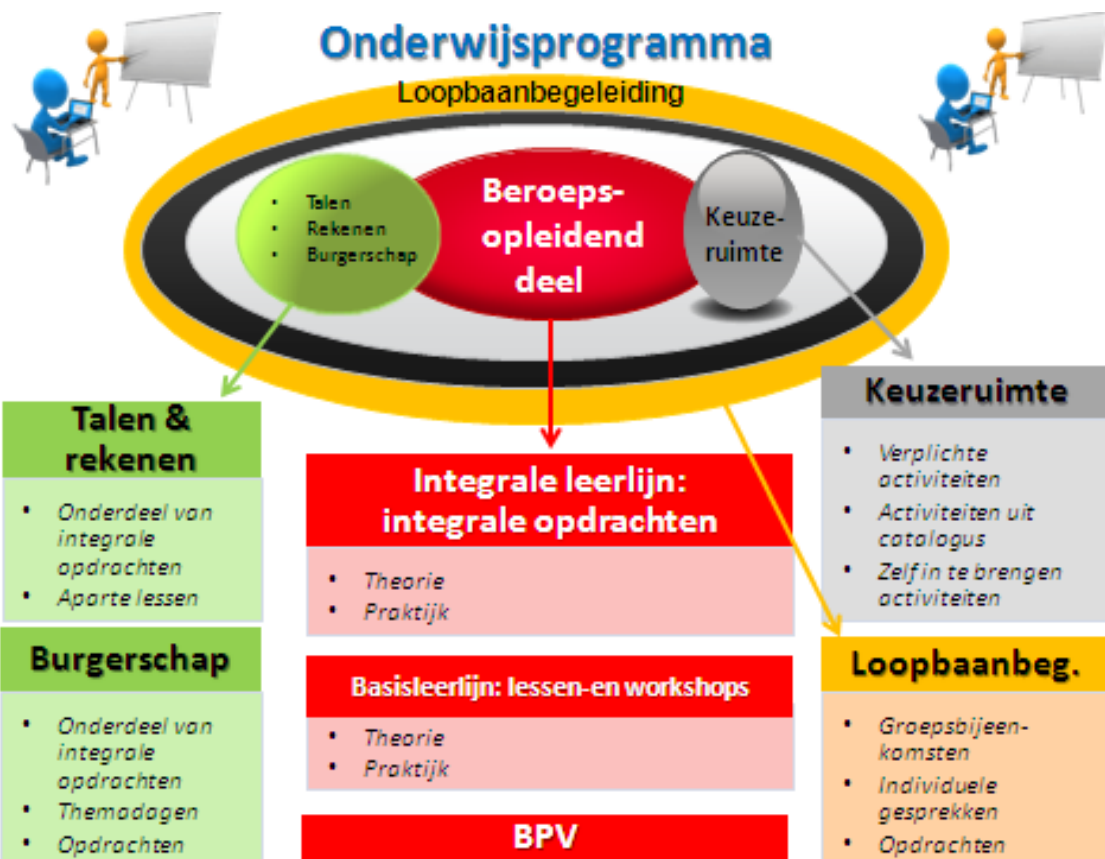 Onderwijsprogramma
Loopbaanbegeleiding
• Talen
• Rekenen
• Burgerschap
Beroeps-
opleidend
deel
Keuze-
ruimte
Talen &
rekenen
• Onderdeel van
integrale
opdrachten
• Aparte lessen
Burgerschap
• Onderdeel van
integrale
opdrachten
• Themadagen
• Opdrachten
Integrale leerlijn:
integrale opdrachten
• Theorie
• Praktijk
Basisleerlijn: lessen-en workshops
• Theorie
• Praktijk
BPV
Keuzeruimte
• Verplichte
activiteiten
• Activiteiten uit
catalogus
• Zelf in te brengen
activiteiten
Loopbaanbeg.
• Groepsbijeen-
komsten
• Individuele
gesprekken
• Opdrachten